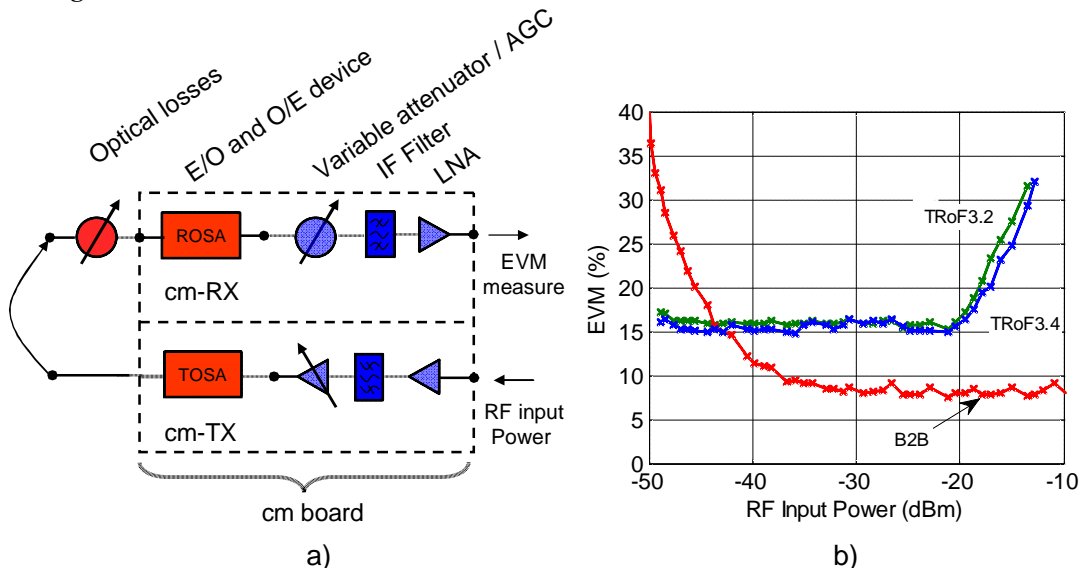 Optical losses
E/O and O/E device
Variable attenuator / AGC
IF Filter
LNA
ROSA
cm-RX
EVM
measure
TOSA
cm-TX
RF input
Power
cm board
a)
EVM (%)
40
35
30
25
20
15
10
5
0
TRoF3.2
TRoF3.4
B2B
-50 -40 -30 -20 -10
RF Input Power (dBm)
b)